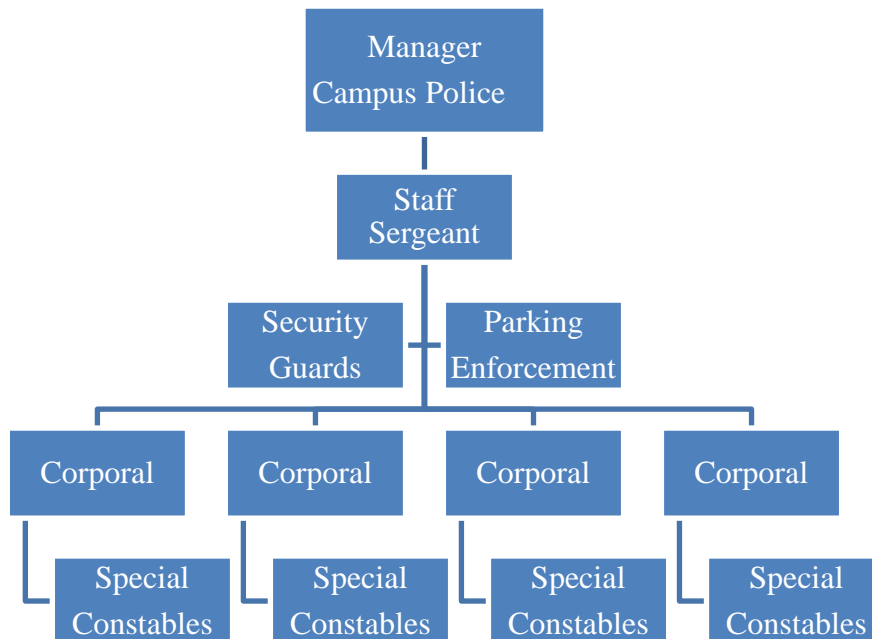 Manager
Campus Police
Staff
Sergeant
Security
Guards
Parking
Enforcement
Corporal
Corporal
Corporal
Corporal
Special
Constables
Special
Constables
Special
Constables
Special
Constables